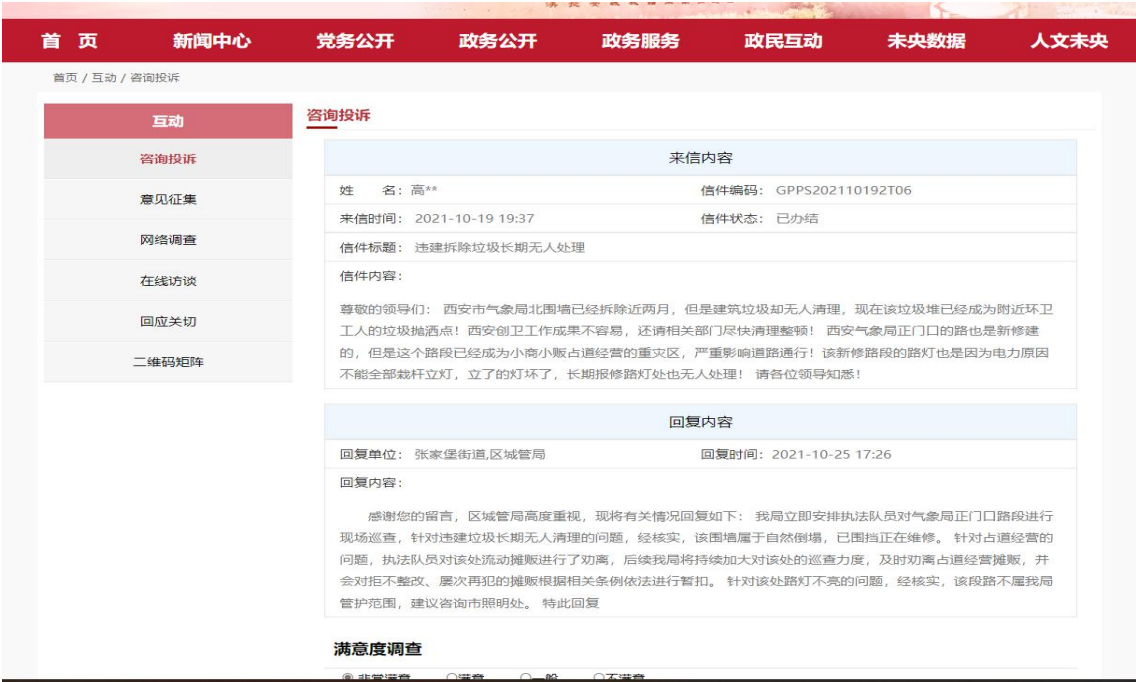 首 页 新闻中心 党务公开 政务公开 政务服务 政民互动 未央数据 人文未央
首页 / 互动 / 咨询投诉
互动
咨询投诉
意见征集
网络调查
在线访谈
回应关切
二维码矩阵
咨询投诉
来信内容
姓 名：高** 信件编码： GPPS202110192T06
来信时间： 2021-10-19 19:37 信件状态： 已办结
信件标题： 违建拆除垃圾长期无人处理
信件内容：
尊敬的领导们： 西安市气象局北围墙已经拆除近两月，但是建筑垃圾却无人清理，现在该垃圾堆已经成为附近环卫
工人的垃圾抛洒点！西安创卫工作成果不容易，还请相关部门尽快清理整顿！ 西安气象局正门口的路也是新修建
的，但是这个路段已经成为小商小贩占道经营的重灾区，严重影响道路通行！该新修路段的路灯也是因为电力原因
不能全部栽杆立灯，立了的灯坏了，长期报修路灯处也无人处理！ 请各位领导知悉！
回复内容
回复单位： 张家堡街道,区城管局 回复时间： 2021-10-25 17:26
回复内容：
感谢您的留言，区城管局高度重视，现将有关情况回复如下： 我局立即安排执法队员对气象局正门口路段进行
现场巡查，针对违建垃圾长期无人清理的问题，经核实，该围墙属于自然倒塌，已围挡正在维修。 针对占道经营的
问题，执法队员对该处流动摊贩进行了劝离，后续我局将持续加大对该处的巡查力度，及时劝离占道经营摊贩，并
会对拒不整改、屡次再犯的摊贩根据相关条例依法进行暂扣。 针对该处路灯不亮的问题，经核实，该段路不属我局
管护范围，建议咨询市照明处。 特此回复
满意度调查
非常满意 满意 一般 不满意